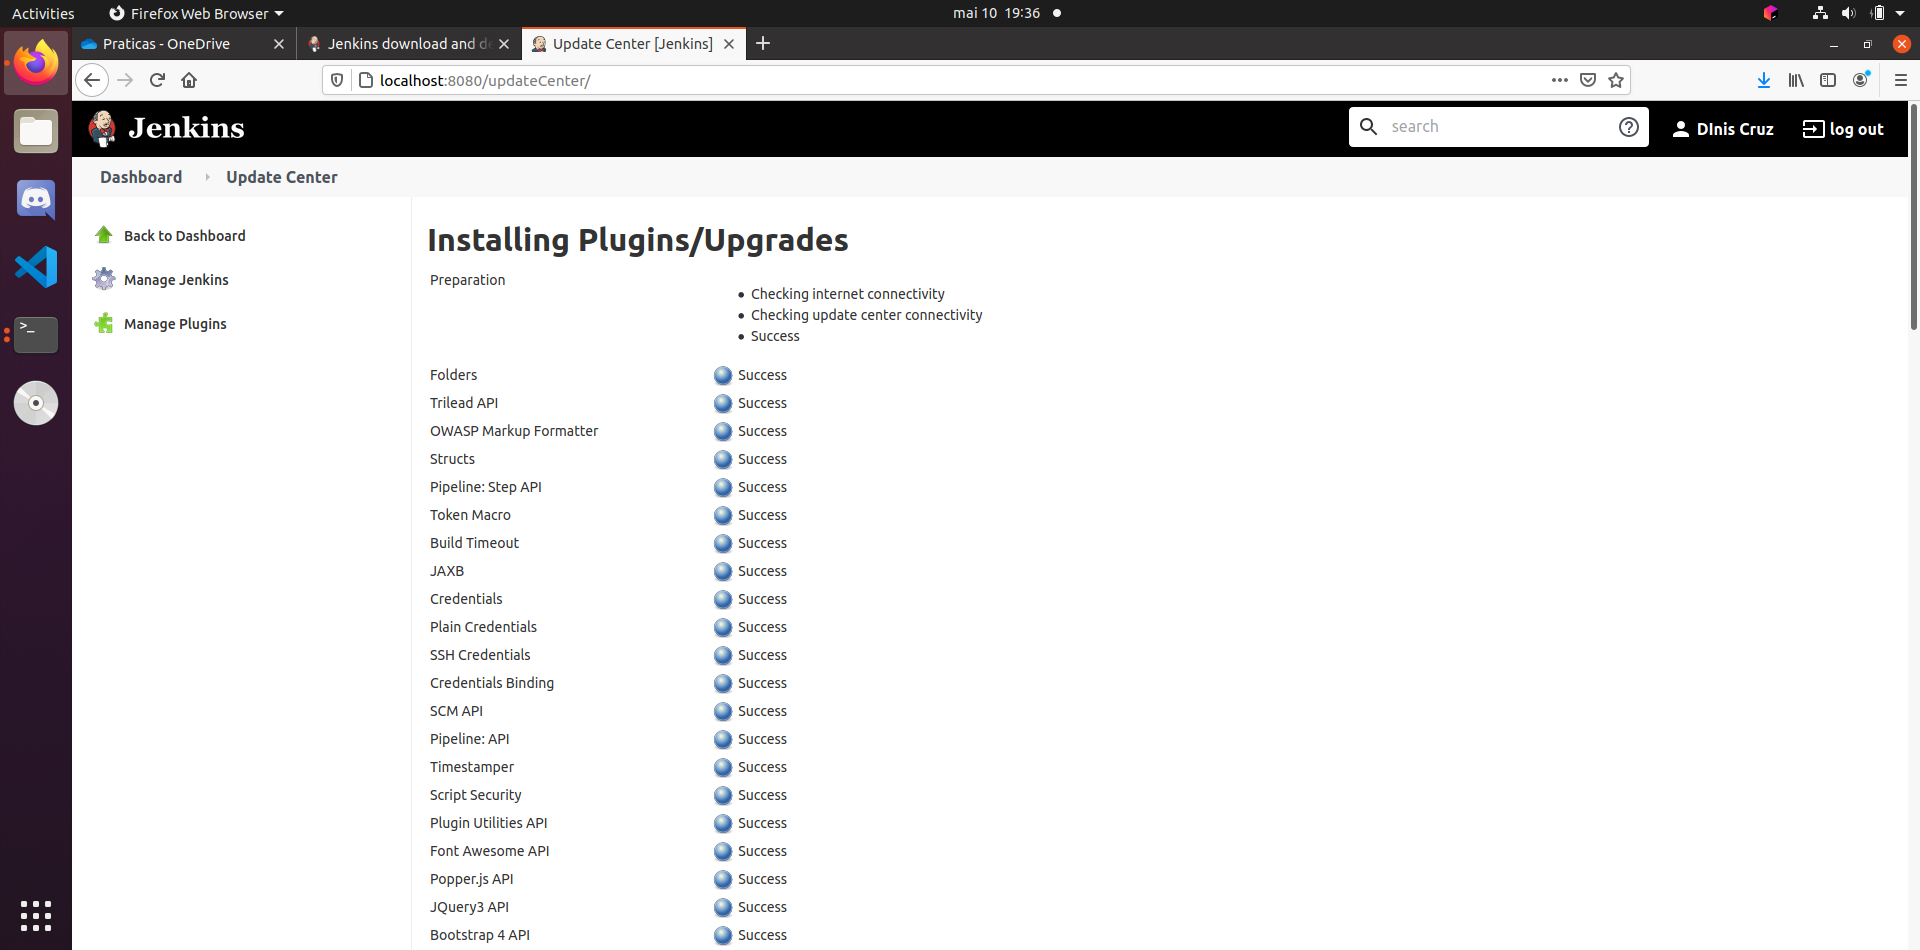 Activities
Firefox Web Browser
mai 10 19:36
Praticas - OneDrive
Jenkins download and de
Update Center [Jenkins]
localhost:8080/updateCenter/
Jenkins
search
DInis Cruz
log out
Dashboard
Update Center
Back to Dashboard
Manage Jenkins
Manage Plugins
Installing Plugins/Upgrades
Preparation
Checking internet connectivity
Checking update center connectivity
Success
Folders Success
Trilead API Success
OWASP Markup Formatter Success
Structs Success
Pipeline: Step API Success
Token Macro Success
Build Timeout Success
JAXB Success
Credentials Success
Plain Credentials Success
SSH Credentials Success
Credentials Binding Success
SCM API Success
Pipeline: API Success
Timestamper Success
Script Security Success
Plugin Utilities API Success
Font Awesome API Success
Popper.js API Success
JQuery3 API Success
Bootstrap 4 API Success